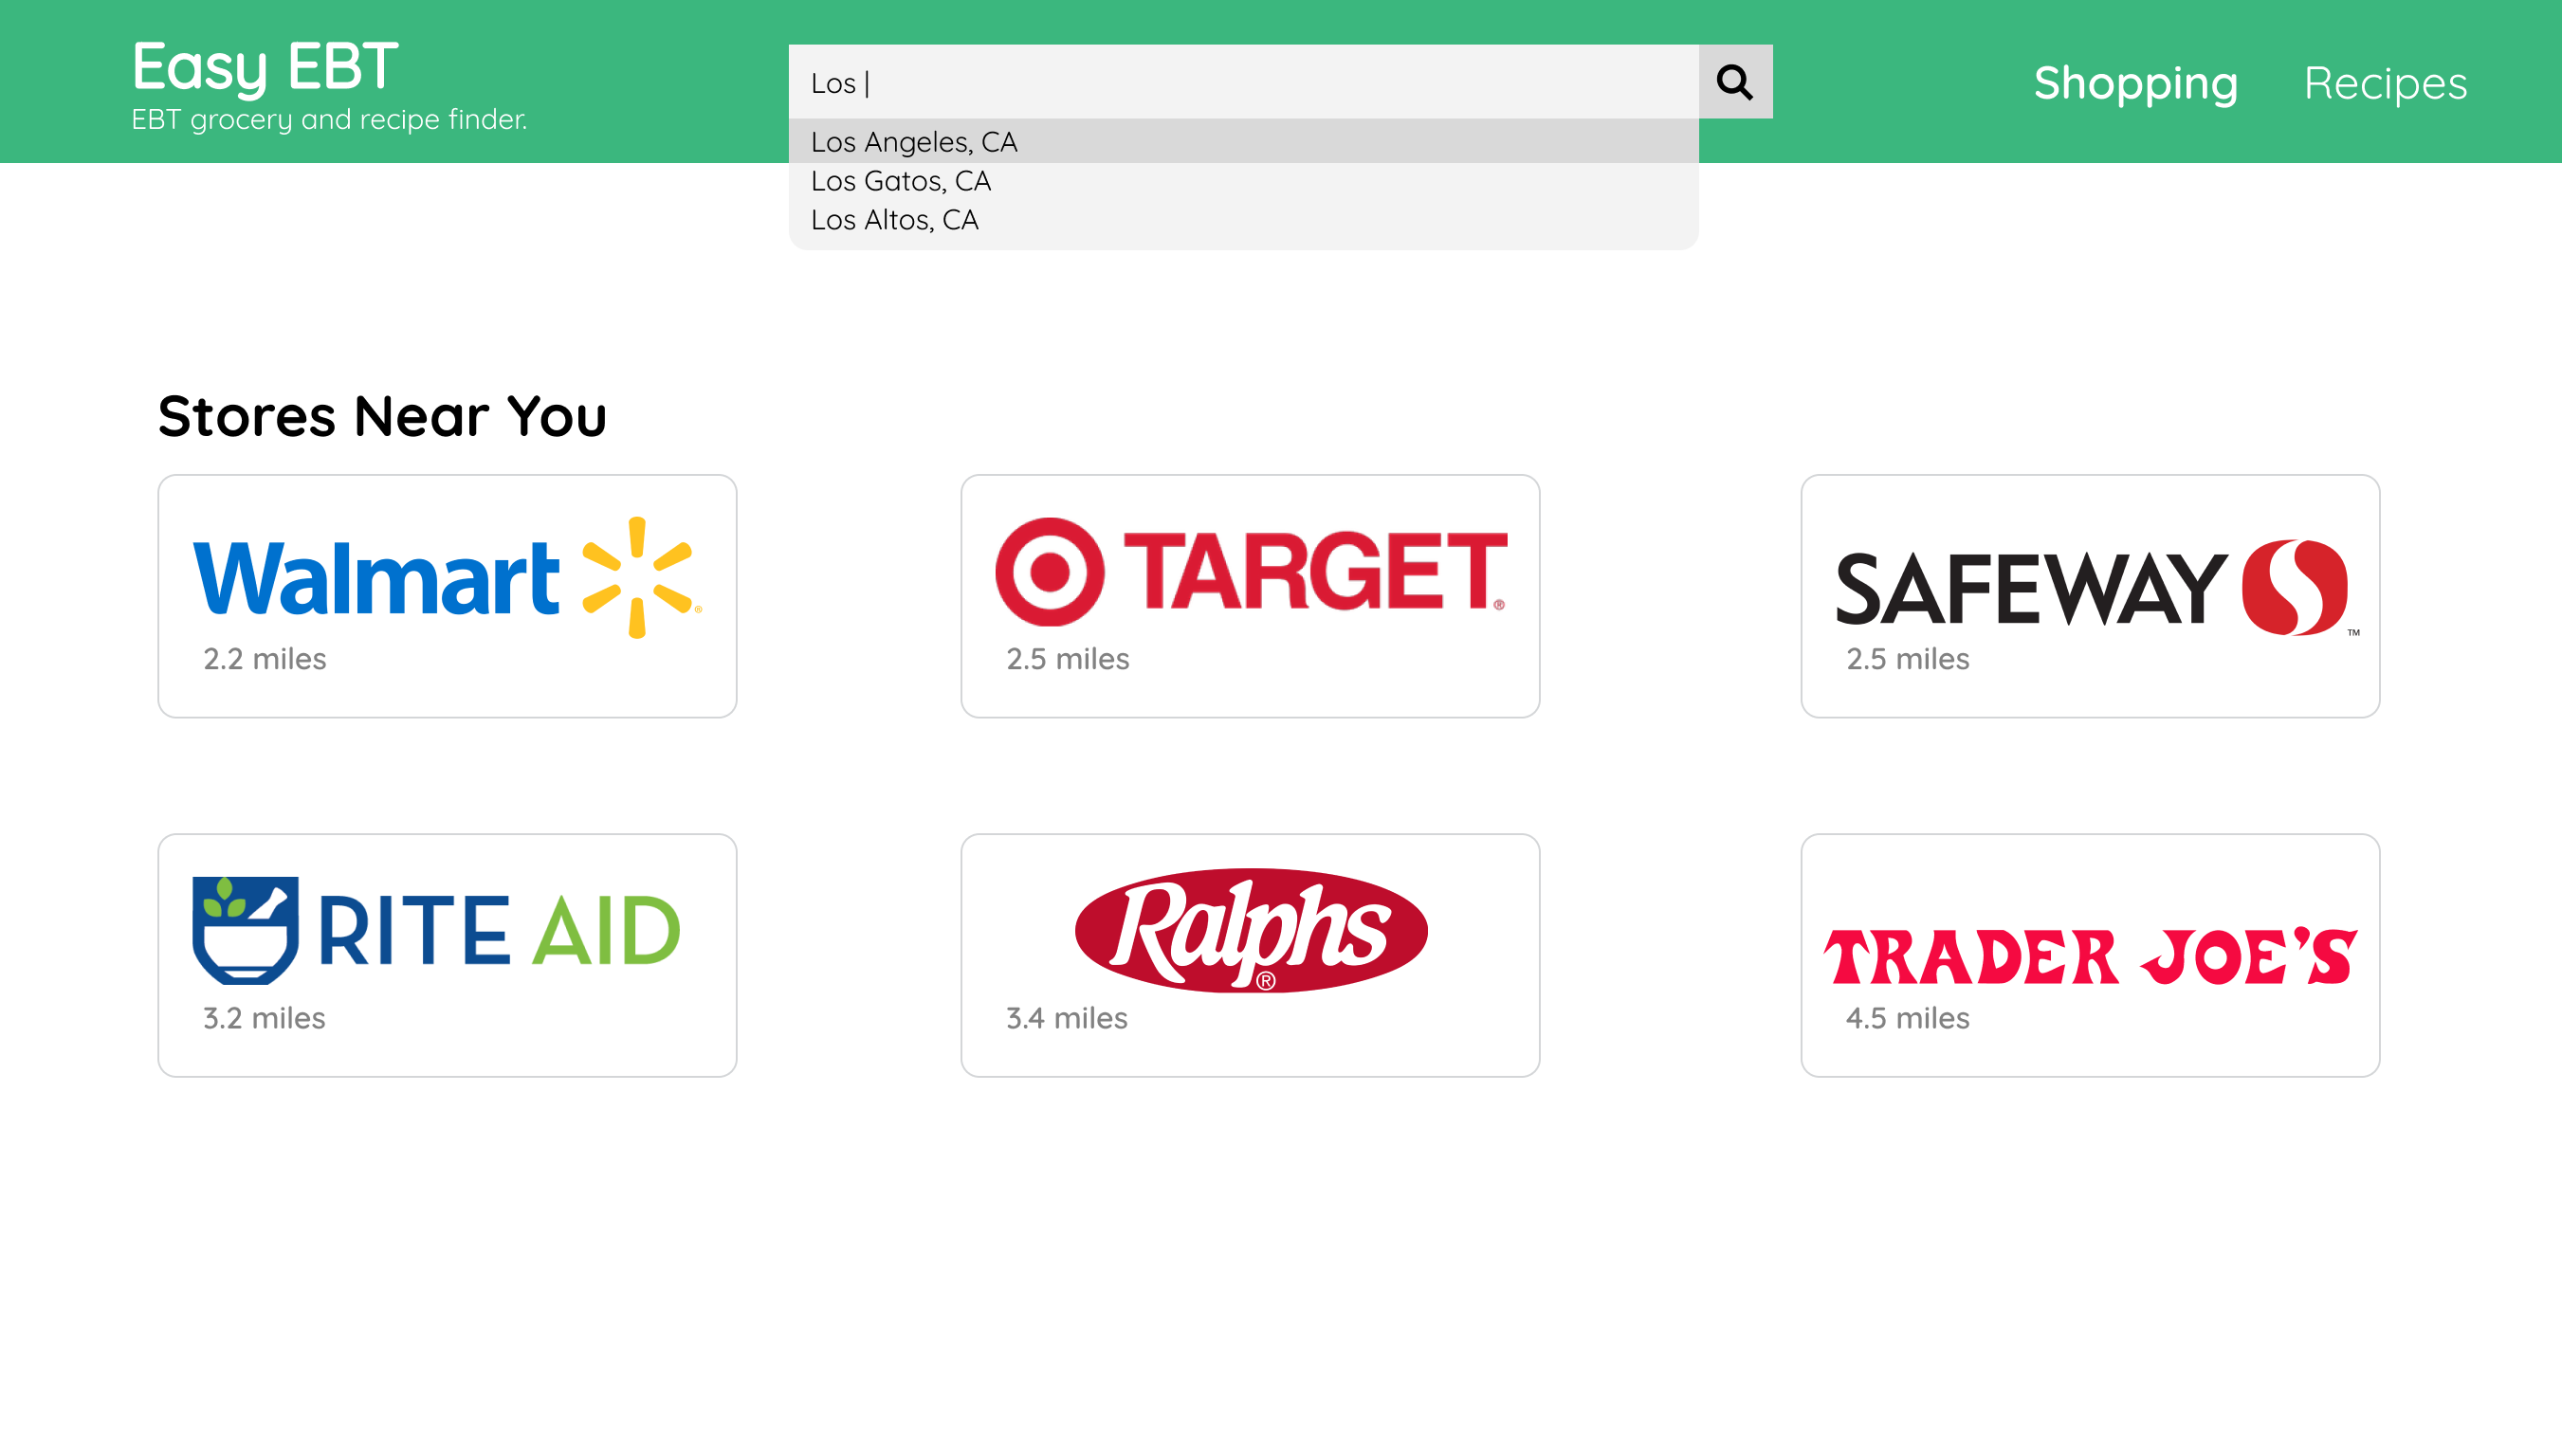 Easy EBT
EBT grocery and recipe finder.
Los |
Shopping
Recipes
Los Angeles, CA
Los Gatos, CA
Los Altos, CA
Stores Near You
Walmart ®
2.2 miles
TARGET ®
2.5 miles
SAFEWAY ™
2.5 miles
RITE AID
3.2 miles
Ralphs ®
3.4 miles
TRADER JOE'S
4.5 miles